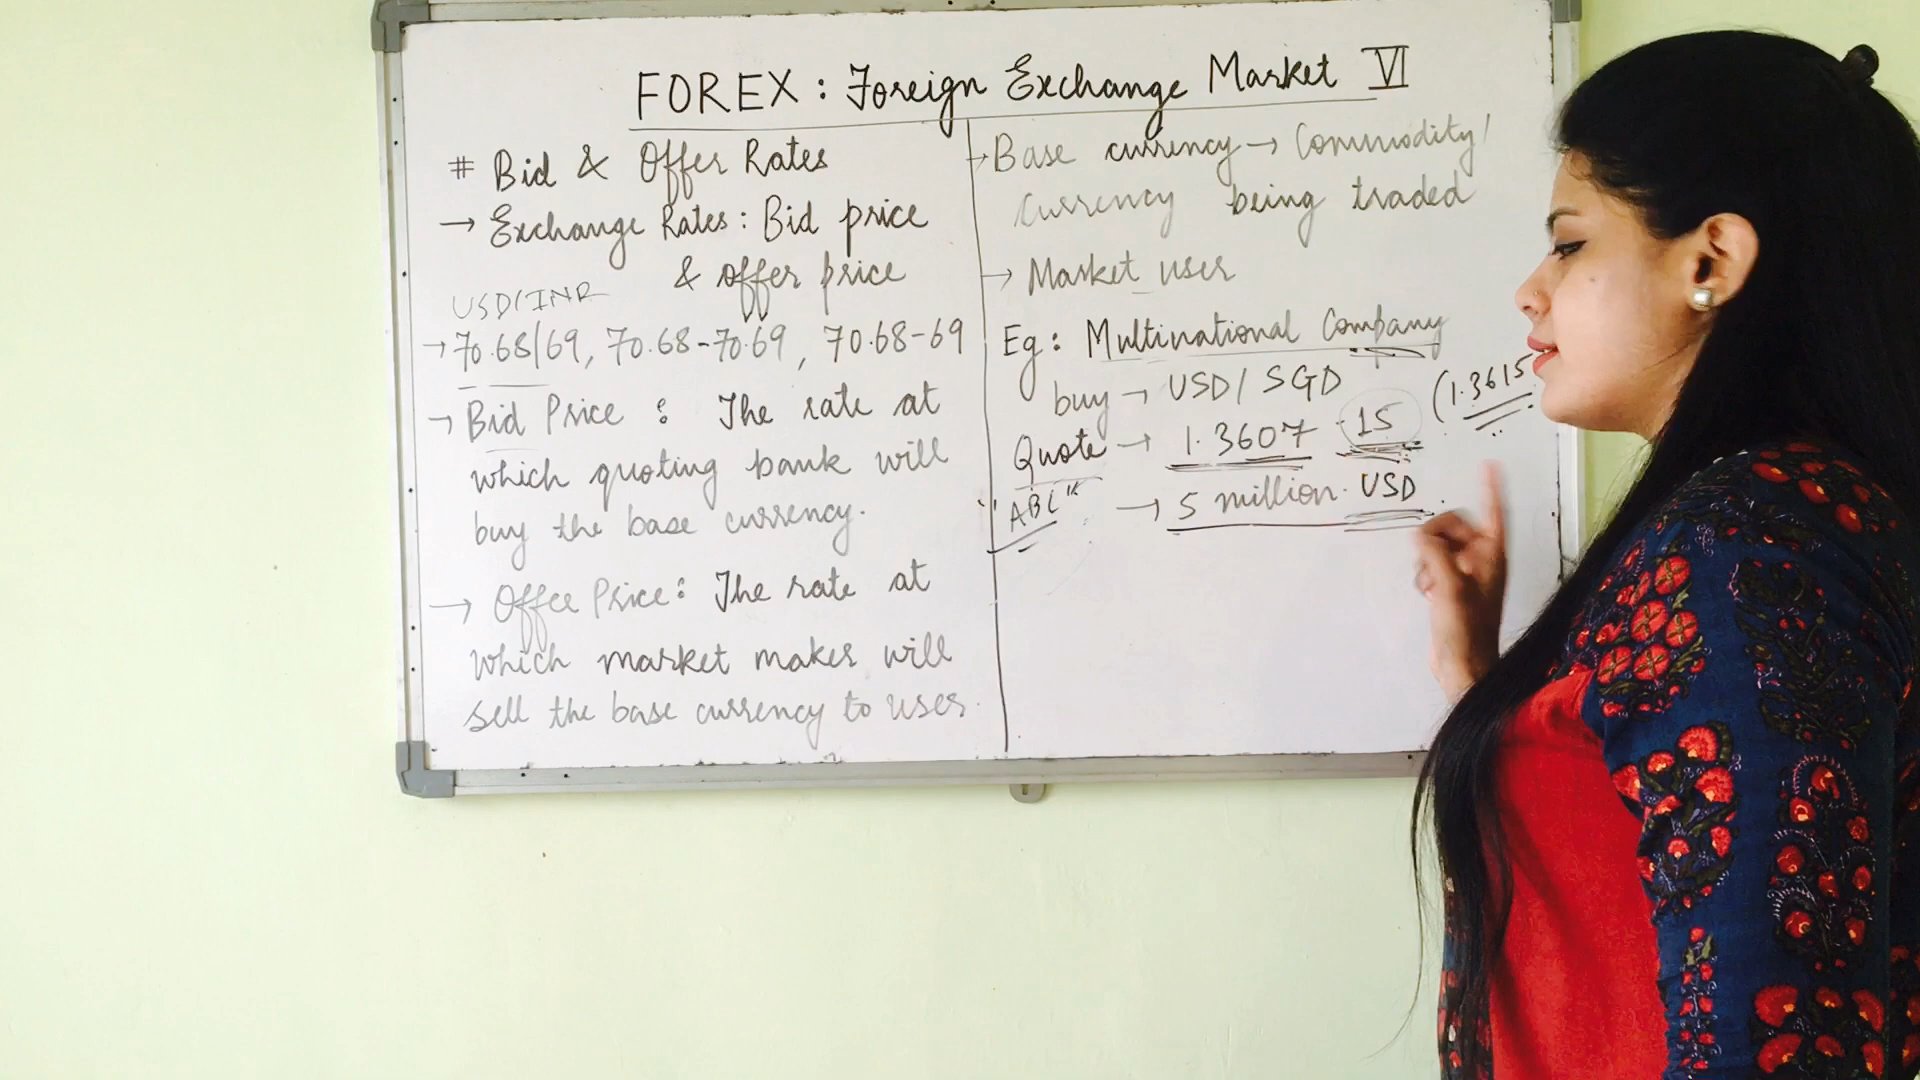 FOREX : Foreign Exchange Market VI
# Bid & Offer Rates
→ Exchange Rates : Bid price
& offer price
USD/INR
→ 70.68/69, 70.68-70.69, 70.68-69
→ Bid Price : The rate at
which quoting bank will
buy the base currency.
→ Offer Price : The rate at
which market maker will
sell the base currency to user.
→ Base currency → Commodity/
Currency being traded
→ Market user
Eg : Multinational Company
buy → USD/SGD
Quote → 1.3607 - 15 (1.3615
"ABC" → 5 million USD